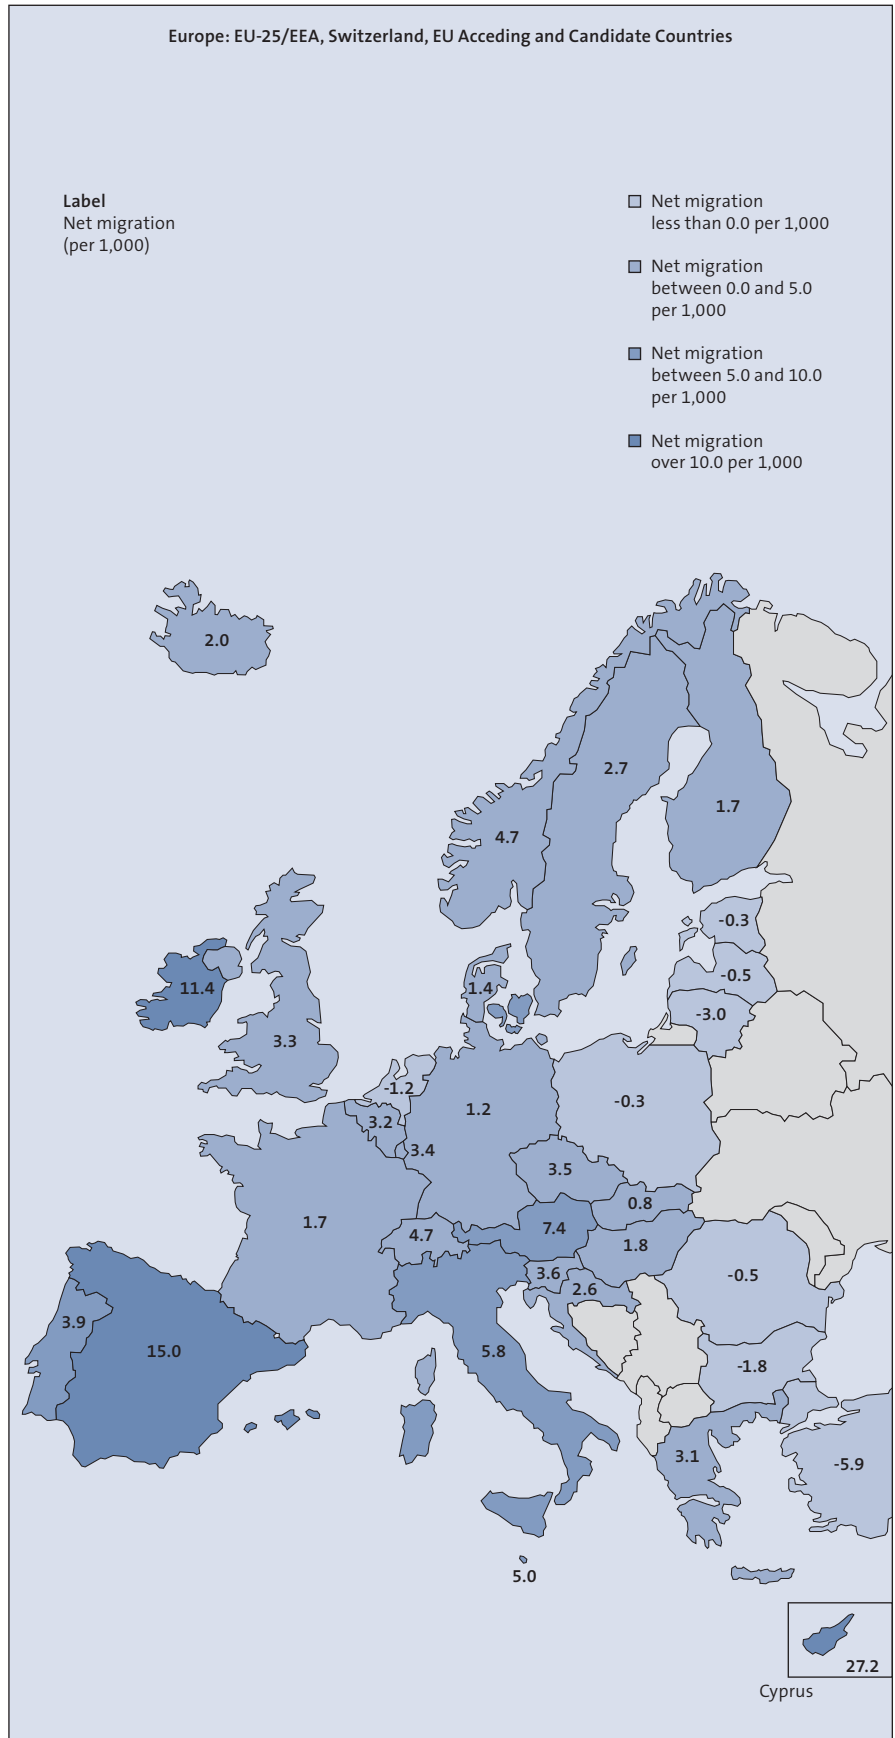 Europe: EU-25/EEA, Switzerland, EU Acceding and Candidate Countries
Label
Net migration
(per 1,000)
Net migration
less than 0.0 per 1,000
Net migration
between 0.0 and 5.0
per 1,000
Net migration
between 5.0 and 10.0
per 1,000
Net migration
over 10.0 per 1,000
2.0
2.7
1.7
4.7
-0.3
-0.5
11.4
1.4
-3.0
3.3
-1.2
-0.3
1.2
3.2
3.4
3.5
0.8
1.7
7.4
4.7
1.8
3.6
-0.5
2.6
3.9
15.0
5.8
-1.8
3.1
-5.9
5.0
27.2
Cyprus